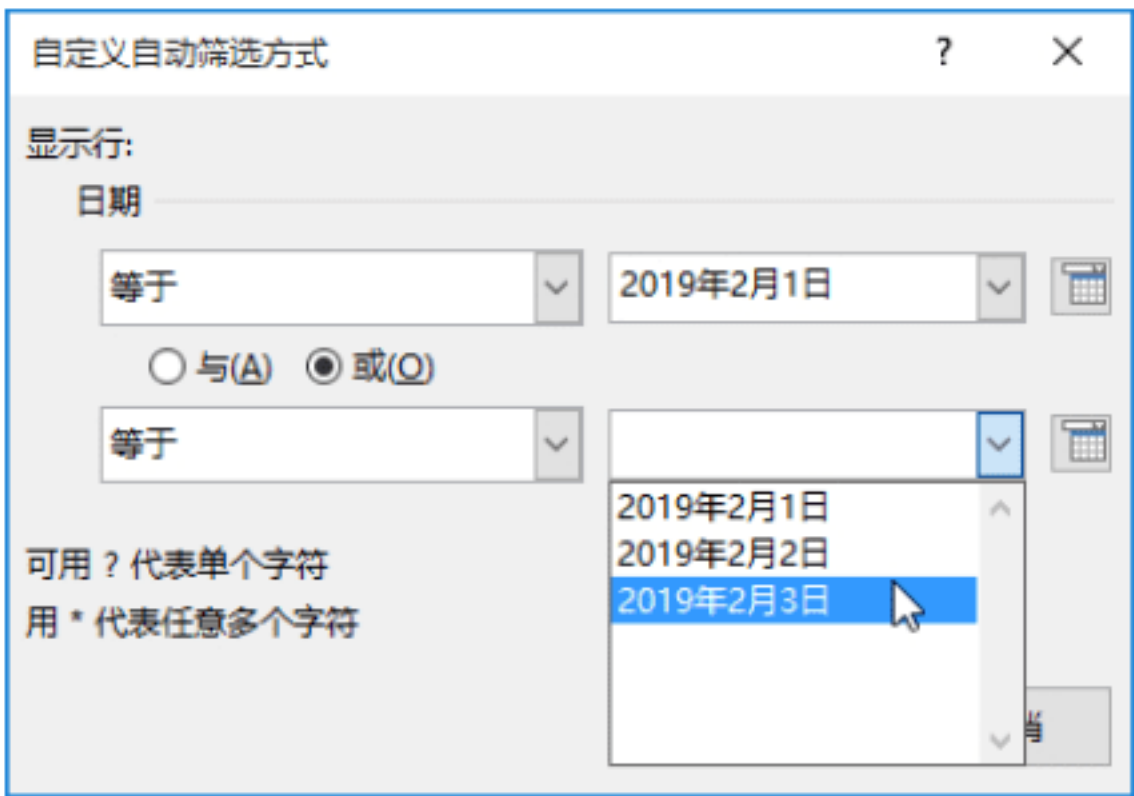 自定义自动筛选方式 ?
显示行:
日期
等于 2019年2月1日
与(A) 或(O)
等于
2019年2月1日
2019年2月2日
2019年2月3日
可用 ? 代表单个字符
用 * 代表任意多个字符